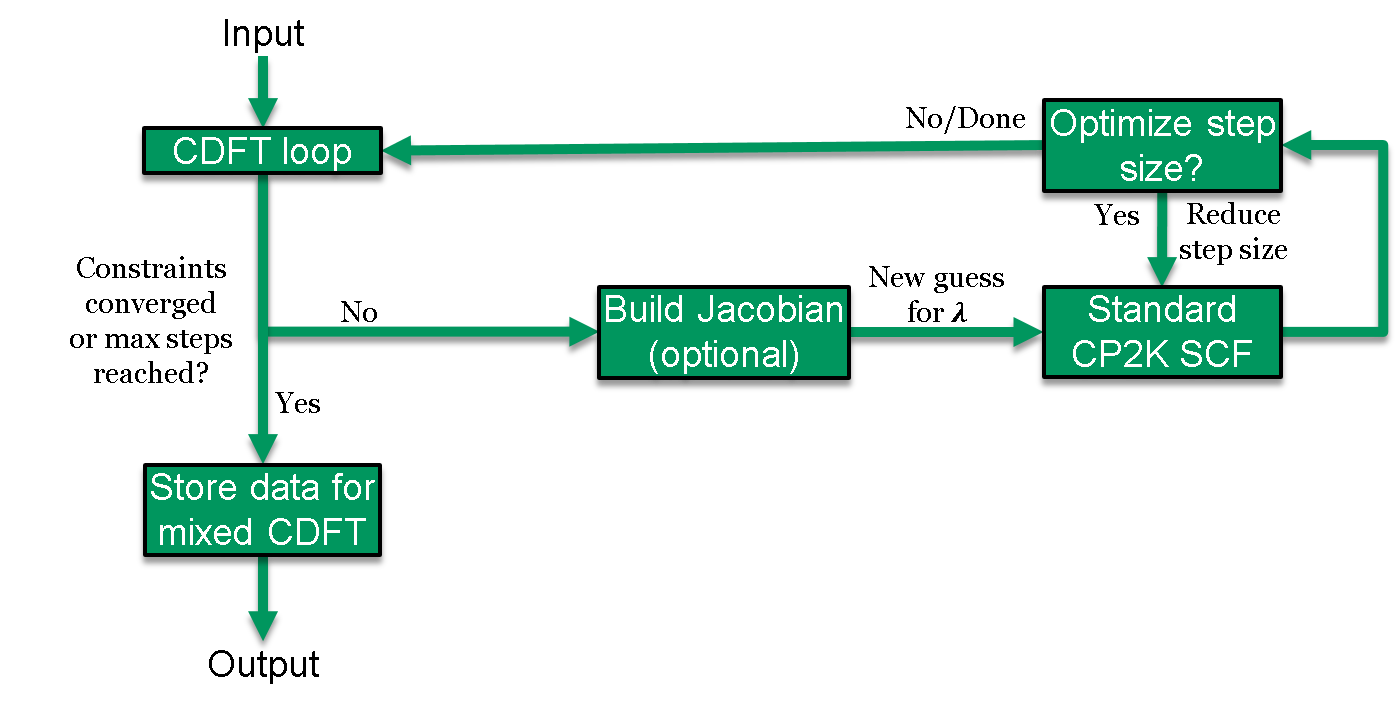 Input
CDFT loop
No/Done
Optimize step
size?
Yes
Reduce
step size
Constraints
converged
or max steps
reached?
No
Build Jacobian
(optional)
New guess
for λ
Standard
CP2K SCF
Yes
Store data for
mixed CDFT
Output